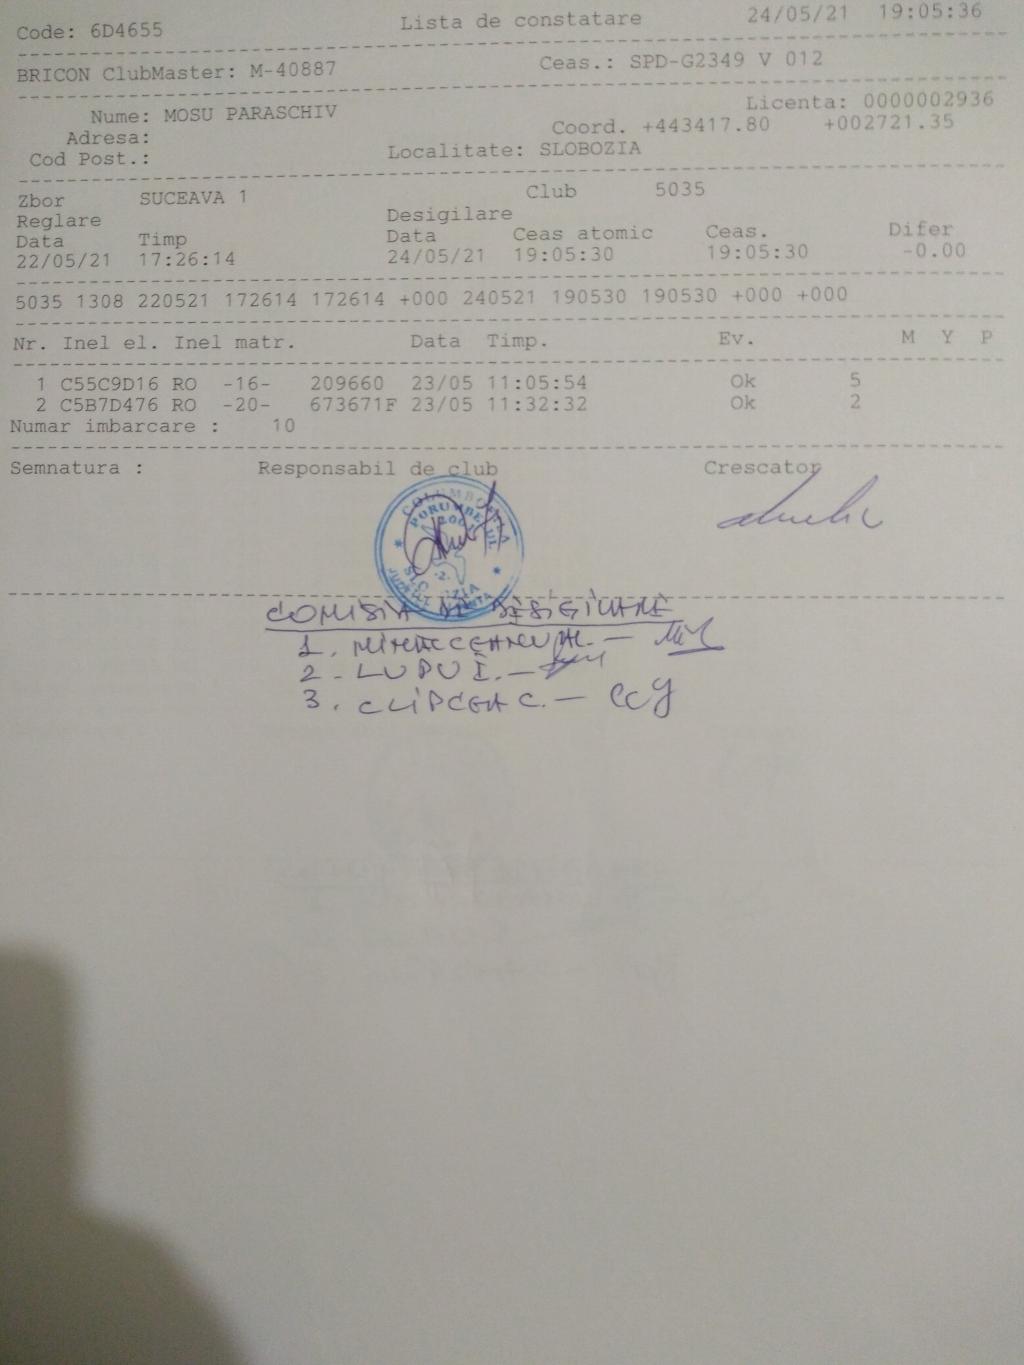 Code: 6D4655 Lista de constatare 24/05/21 19:05:36
BRICON ClubMaster: M-40887 Ceas.: SPD-G2349 V 012
Nume: MOSU PARASCHIV Licenta: 0000002936
Adresa: Coord. +443417.80 +002721.35
Cod Post.: Localitate: SLOBOZIA
Zbor SUCEAVA 1 Club 5035
Reglare Desigilare
Data Timp Data Ceas atomic Ceas. Difer
22/05/21 17:26:14 24/05/21 19:05:30 19:05:30 -0.00
5035 1308 220521 172614 172614 +000 240521 190530 190530 +000 +000
Nr. Inel el. Inel matr. Data Timp. Ev. M Y P
1 C55C9D16 RO -16- 209660 23/05 11:05:54 Ok 5
2 C5B7D476 RO -20- 673671F 23/05 11:32:32 Ok 2
Numar imbarcare : 10
Semnatura : Responsabil de club Crescator
PORUMBELUL
COMISIA DE DESIGILARE
1.
2. LUPU I. -
3. CLIPCEA C. -